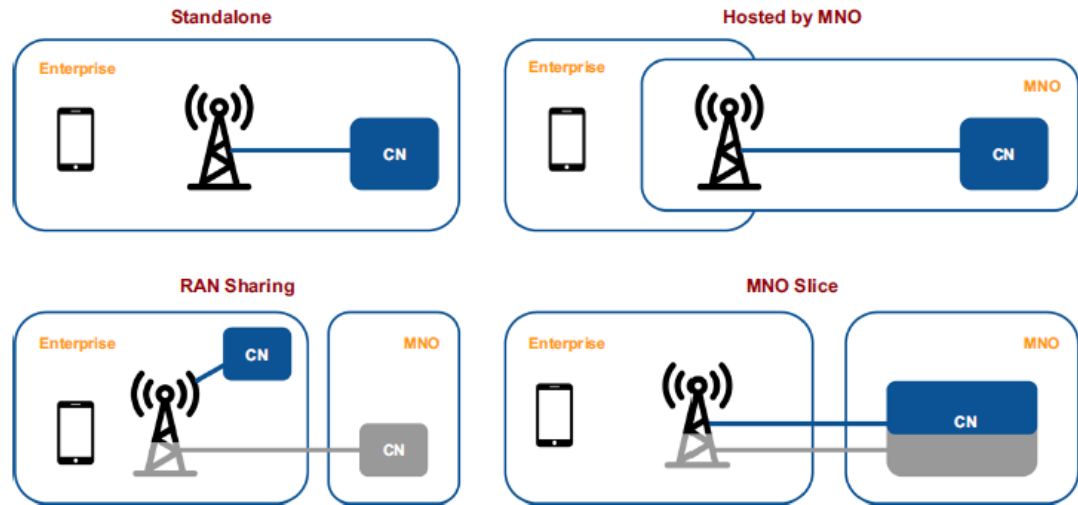 Standalone
Hosted by MNO
Enterprise
CN
Enterprise
MNO
CN
RAN Sharing
MNO Slice
Enterprise
CN
MNO
CN
Enterprise
MNO
CN